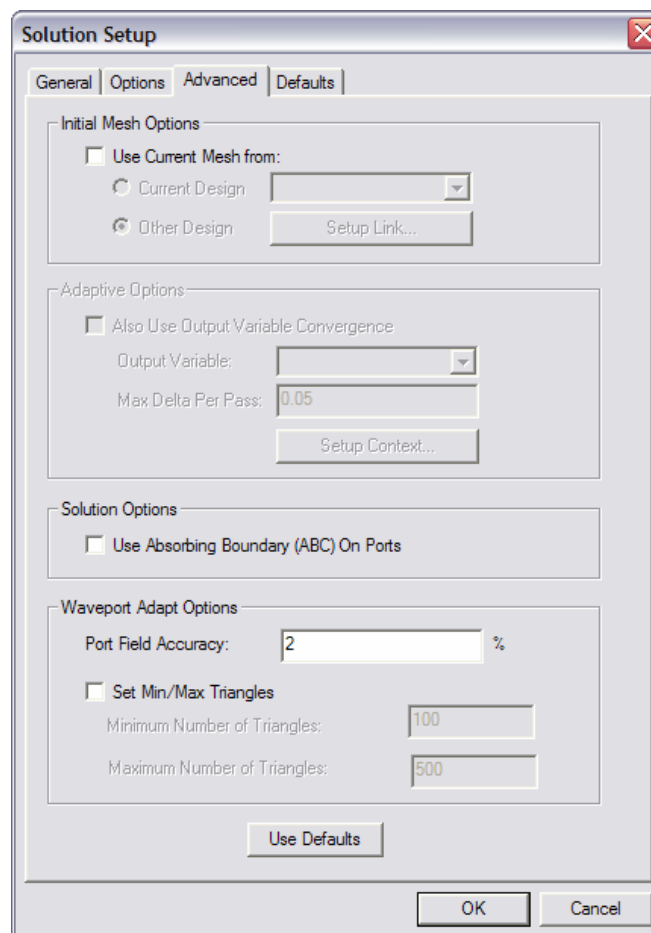 Solution Setup
General Options Advanced Defaults
Initial Mesh Options
Use Current Mesh from:
Current Design
Other Design Setup Link...
Adaptive Options
Also Use Output Variable Convergence
Output Variable:
Max Delta Per Pass: 0.05
Setup Context...
Solution Options
Use Absorbing Boundary (ABC) On Ports
Waveport Adapt Options
Port Field Accuracy: 2 %
Set Min/Max Triangles
Minimum Number of Triangles: 100
Maximum Number of Triangles: 500
Use Defaults
OK Cancel